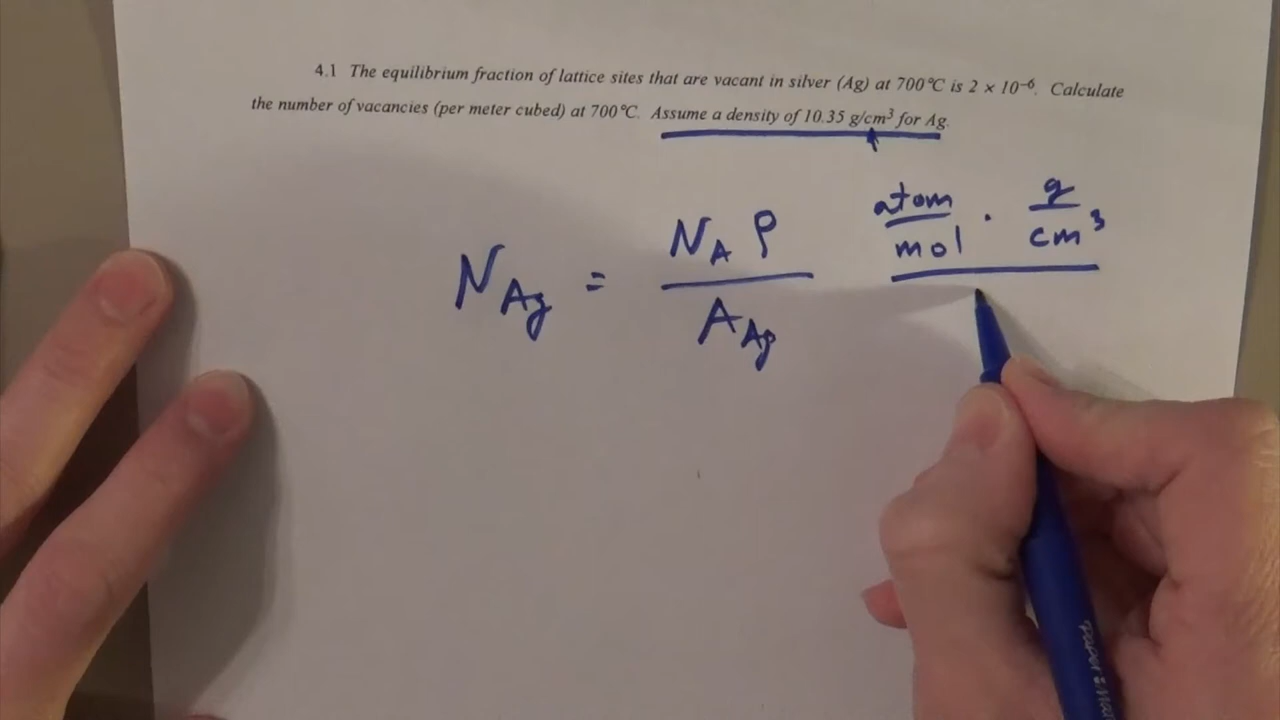 4.1 The equilibrium fraction of lattice sites that are vacant in silver (Ag) at 700°C is 2 × 10⁻⁶. Calculate
the number of vacancies (per meter cubed) at 700°C. Assume a density of 10.35 g/cm³ for Ag.
N_Ag = N_A ρ / A_Ag
atom/mol · g/cm³